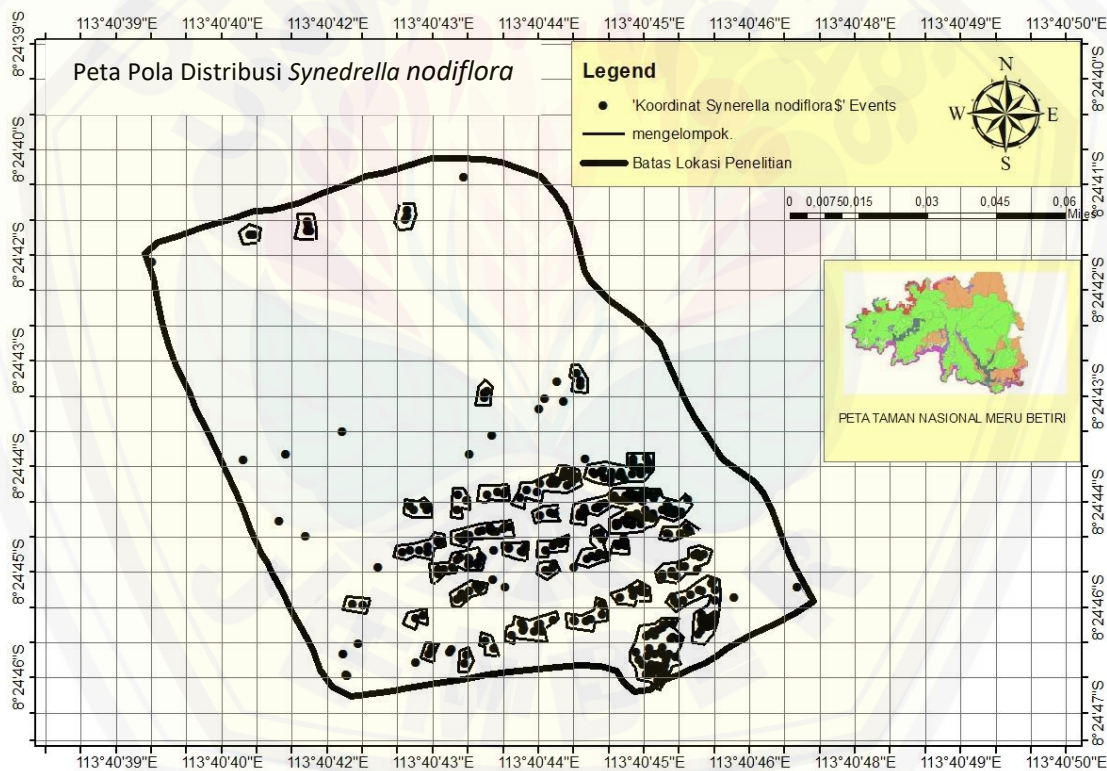 113°40'39"E 113°40'40"E 113°40'42"E 113°40'43"E 113°40'44"E 113°40'45"E 113°40'46"E 113°40'48"E 113°40'49"E 113°40'50"E
Peta Pola Distribusi Synedrella nodiflora
Legend
'Koordinat Synerella nodiflora$' Events
mengelompok.
Batas Lokasi Penelitian
N
W E
S
0 0,00750,015 0,03 0,045 0,06
Miles
PETA TAMAN NASIONAL MERU BETIRI
8°24'39"S
8°24'40"S
8°24'42"S
8°24'43"S
8°24'44"S
8°24'45"S
8°24'46"S
8°24'40"S
8°24'41"S
8°24'42"S
8°24'43"S
8°24'44"S
8°24'45"S
8°24'46"S
8°24'47"S
113°40'39"E 113°40'40"E 113°40'42"E 113°40'43"E 113°40'44"E 113°40'45"E 113°40'46"E 113°40'48"E 113°40'49"E 113°40'50"E